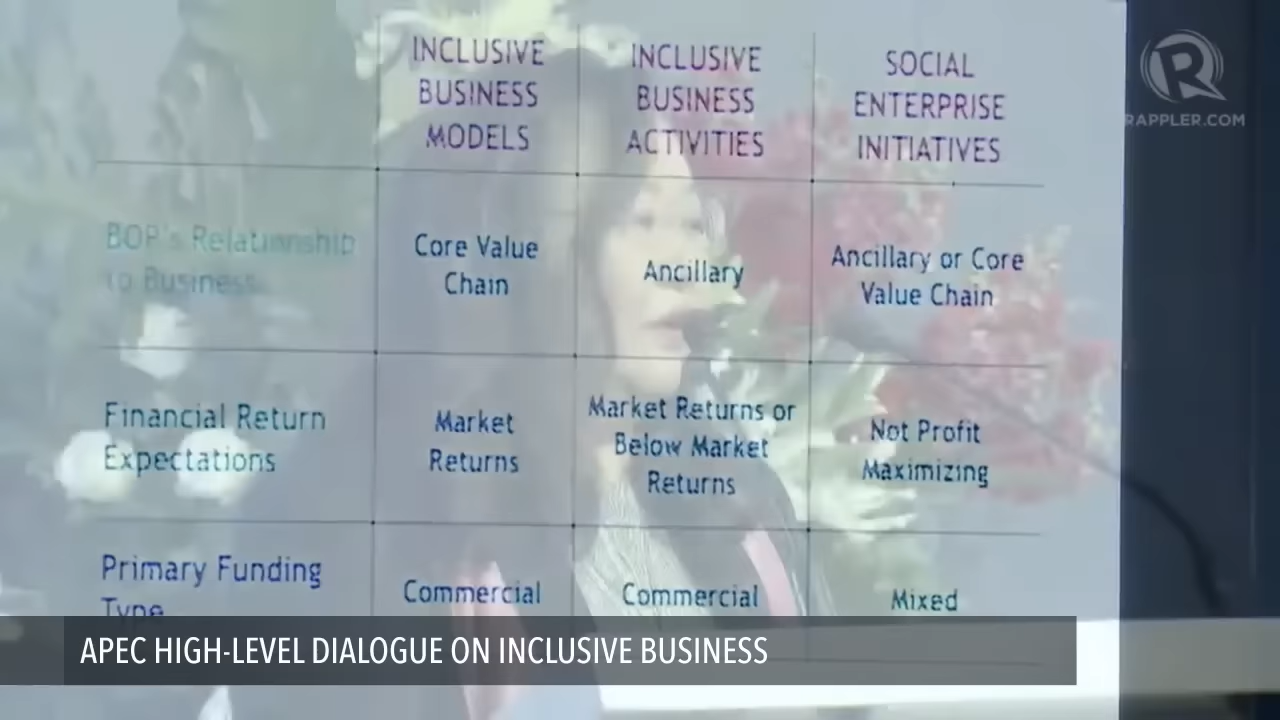 INCLUSIVE
BUSINESS
MODELS
INCLUSIVE
BUSINESS
ACTIVITIES
SOCIAL
ENTERPRISE
INITIATIVES
R
RAPPLER.COM
BOP's Relationship
to Business
Core Value
Chain
Ancillary
Ancillary or Core
Value Chain
Financial Return
Expectations
Market
Returns
Market Returns or
Below Market
Returns
Not Profit
Maximizing
Primary Funding
Type
Commercial
Commercial
Mixed
APEC HIGH-LEVEL DIALOGUE ON INCLUSIVE BUSINESS